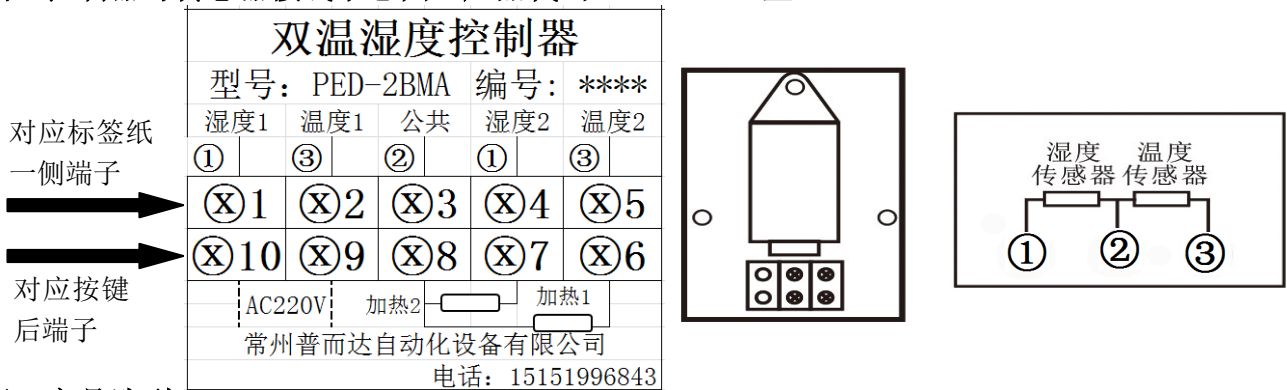 双温湿度控制器
型号：PED-2BMA 编号：****
湿度1 温度1 公共 湿度2 温度2
① ③ ② ① ③
Ⓧ1 Ⓧ2 Ⓧ3 Ⓧ4 Ⓧ5
Ⓧ10 Ⓧ9 Ⓧ8 Ⓧ7 Ⓧ6
AC220V 加热2 加热1
常州普而达自动化设备有限公司
电话：15151996843
对应标签纸
一侧端子
对应按键
后端子
湿度 温度
传感器 传感器
① ② ③